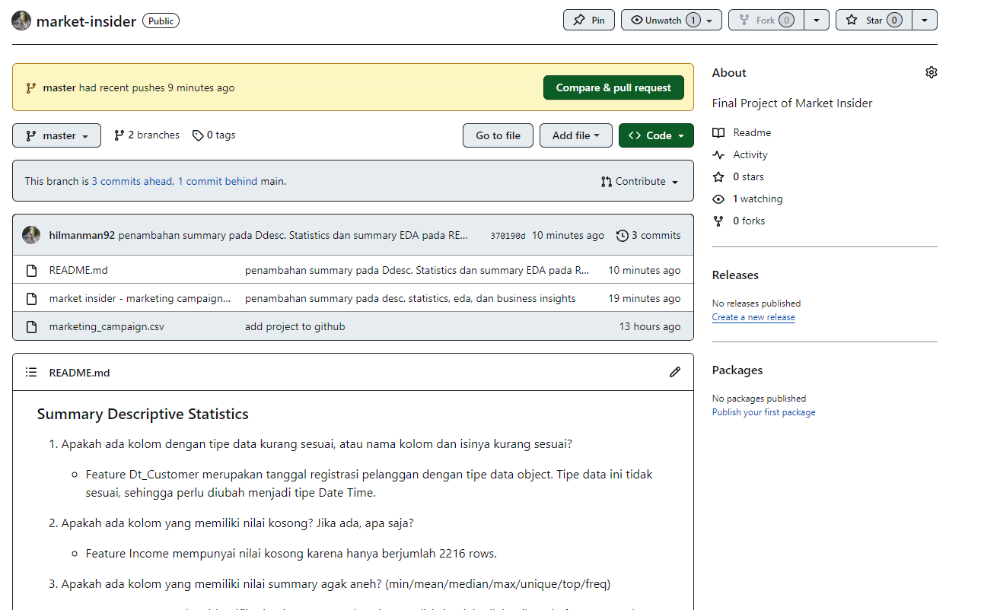 market-insider Public Pin Unwatch 1 Fork 0 Star 0
master had recent pushes 9 minutes ago Compare & pull request
master 2 branches 0 tags Go to file Add file <> Code
This branch is 3 commits ahead, 1 commit behind main. Contribute
hilmanman92 penambahan summary pada Ddesc. Statistics dan summary EDA pada RE... 370190d 10 minutes ago 3 commits
README.md penambahan summary pada Ddesc. Statistics dan summary EDA pada R... 10 minutes ago
market insider - marketing campaign... penambahan summary pada desc. statistics, eda, dan business insights 19 minutes ago
marketing_campaign.csv add project to github 13 hours ago
README.md
Summary Descriptive Statistics
1. Apakah ada kolom dengan tipe data kurang sesuai, atau nama kolom dan isinya kurang sesuai?
Feature Dt_Customer merupakan tanggal registrasi pelanggan dengan tipe data object. Tipe data ini tidak
sesuai, sehingga perlu diubah menjadi tipe Date Time.
2. Apakah ada kolom yang memiliki nilai kosong? Jika ada, apa saja?
Feature Income mempunyai nilai kosong karena hanya berjumlah 2216 rows.
3. Apakah ada kolom yang memiliki nilai summary agak aneh? (min/mean/median/max/unique/top/freq)
About
Final Project of Market Insider
Readme
Activity
0 stars
1 watching
0 forks
Releases
No releases published
Create a new release
Packages
No packages published
Publish your first package